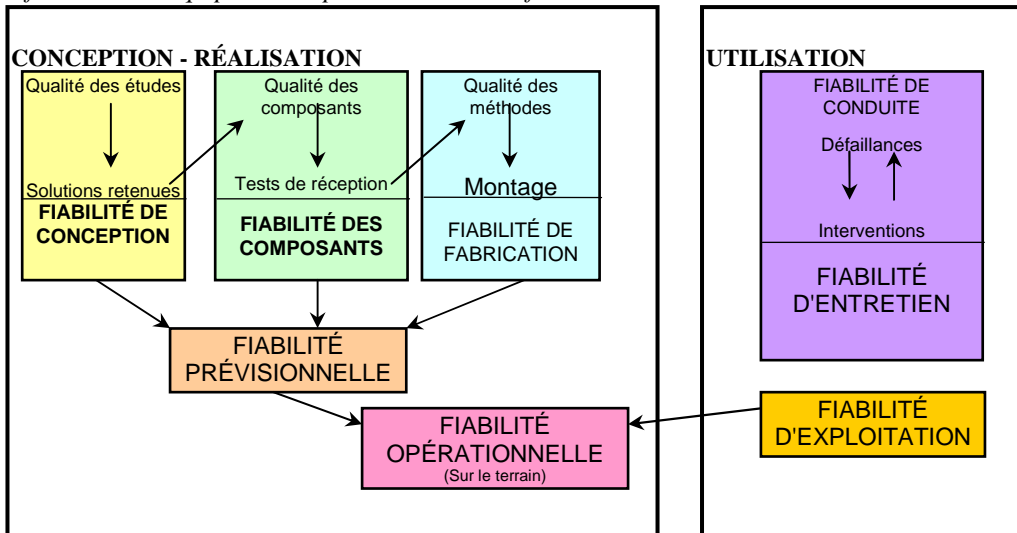 CONCEPTION - RÉALISATION
Qualité des études
Solutions retenues
FIABILITÉ DE
CONCEPTION
Qualité des
composants
Tests de réception
FIABILITÉ DES
COMPOSANTS
Qualité des
méthodes
Montage
FIABILITÉ DE
FABRICATION
FIABILITÉ
PRÉVISIONNELLE
FIABILITÉ
OPÉRATIONNELLE
(Sur le terrain)
UTILISATION
FIABILITÉ DE
CONDUITE
Défaillances
Interventions
FIABILITÉ
D'ENTRETIEN
FIABILITÉ
D'EXPLOITATION